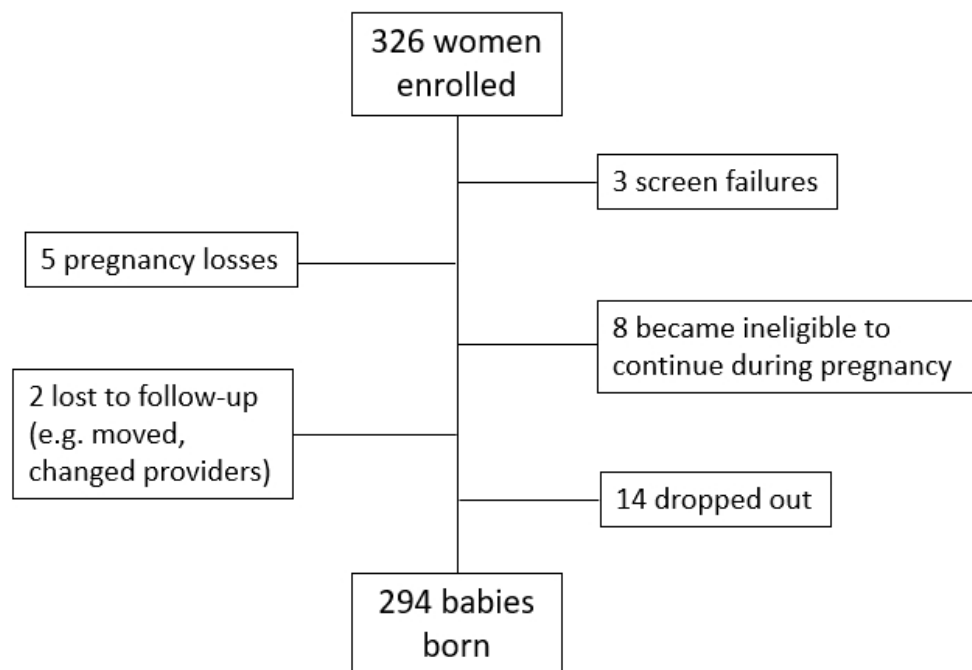 326 women
enrolled
3 screen failures
5 pregnancy losses
8 became ineligible to
continue during pregnancy
2 lost to follow-up
(e.g. moved,
changed providers)
14 dropped out
294 babies
born